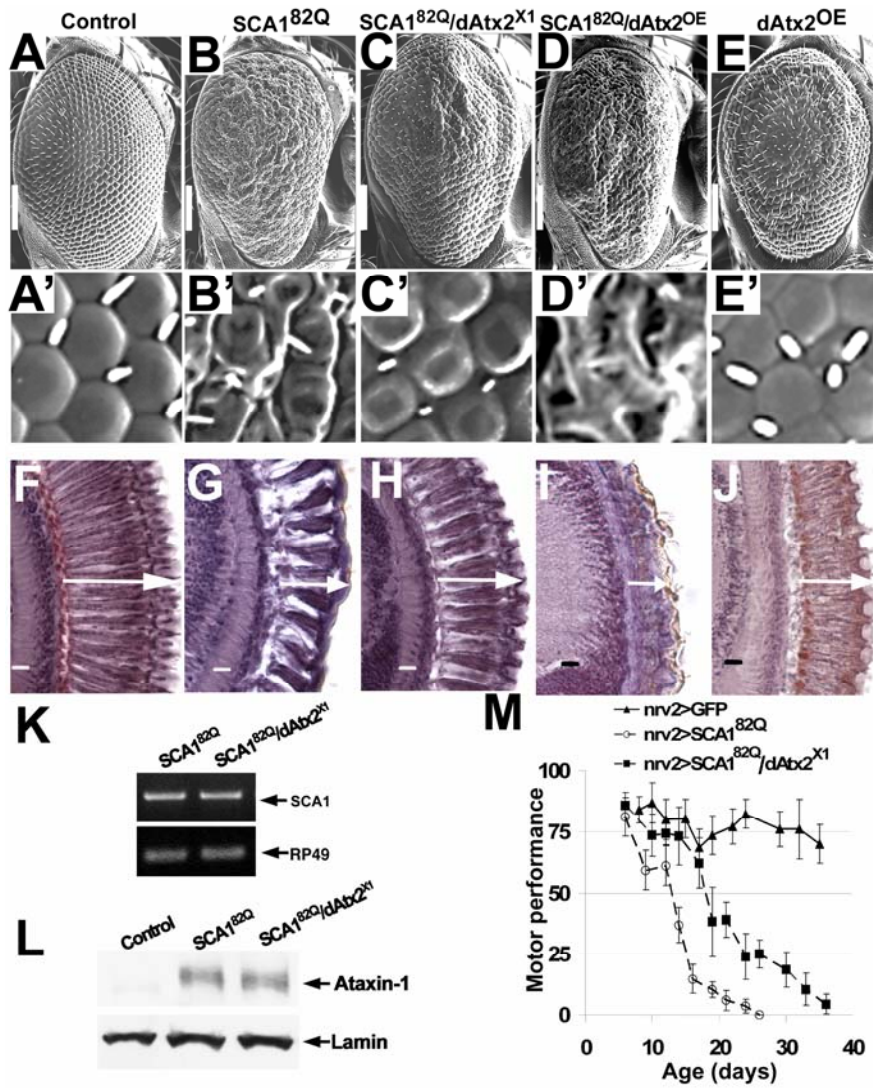 Control SCA1^82Q SCA1^82Q/dAtx2^X1 SCA1^82Q/dAtx2^OE dAtx2^OE
A B C D E
A' B' C' D' E'
F G H I J
K
SCA1^82Q SCA1^82Q/dAtx2^X1
SCA1
RP49
L
Control SCA1^82Q SCA1^82Q/dAtx2^X1
Ataxin-1
Lamin
M
nrv2>GFP
nrv2>SCA1^82Q
nrv2>SCA1^82Q/dAtx2^X1
Motor performance
100
75
50
25
0
0 10 20 30 40
Age (days)